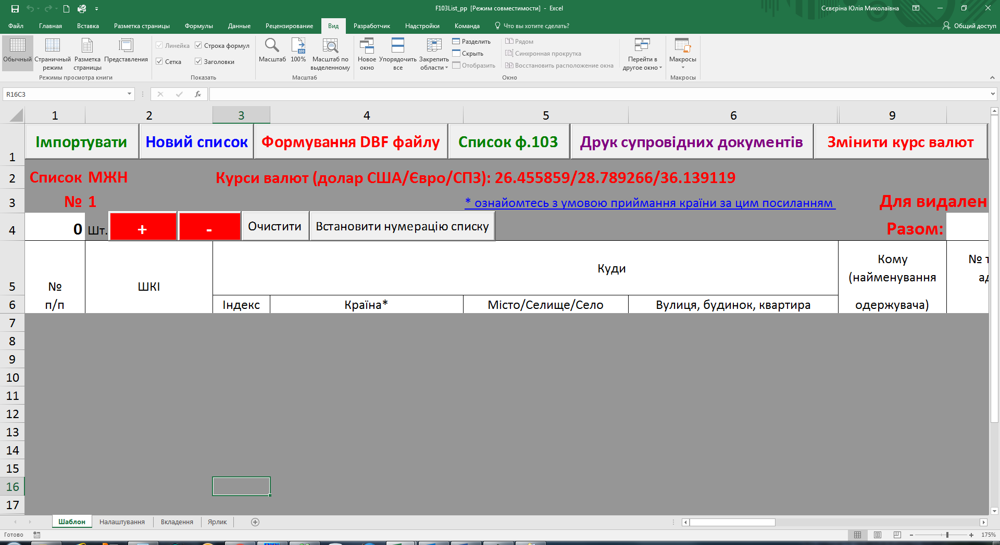 F103List_pp [Режим совместимости] - Excel
Сєвєріна Юлія Миколаївна
Файл Главная Вставка Разметка страницы Формулы Данные Рецензирование Вид Разработчик Надстройки Команда Что вы хотите сделать? Общий доступ
Обычный
Страничный режим
Разметка страницы
Представления
Режимы просмотра книги
Линейка
Строка формул
Сетка
Заголовки
Показать
Масштаб
100%
Масштаб по выделенному
Масштаб
Новое окно
Упорядочить все
Закрепить области
Разделить
Скрыть
Отобразить
Рядом
Синхронная прокрутка
Восстановить расположение окна
Перейти в другое окно
Окно
Макросы
Макросы
R16C3
fx
1 2 3 4 5 6 9
1
Імпортувати
Новий список
Формування DBF файлу
Список ф.103
Друк супровідних документів
Змінити курс валют
2
Список МЖН
Курси валют (долар США/Євро/СПЗ): 26.455859/28.789266/36.139119
3
№ 1
* ознайомтесь з умовою приймання країни за цим посиланням
Для видален
4
0 Шт. + -
Очистити
Встановити нумерацію списку
Разом:
5
6
№
п/п
ШКІ
Куди
Індекс
Країна*
Місто/Селище/Село
Вулиця, будинок, квартира
Кому
(найменування
одержувача)
№ т
ад
7
8
9
10
11
12
13
14
15
16
17
Шаблон Налаштування Вкладення Ярлик
Готово
175%